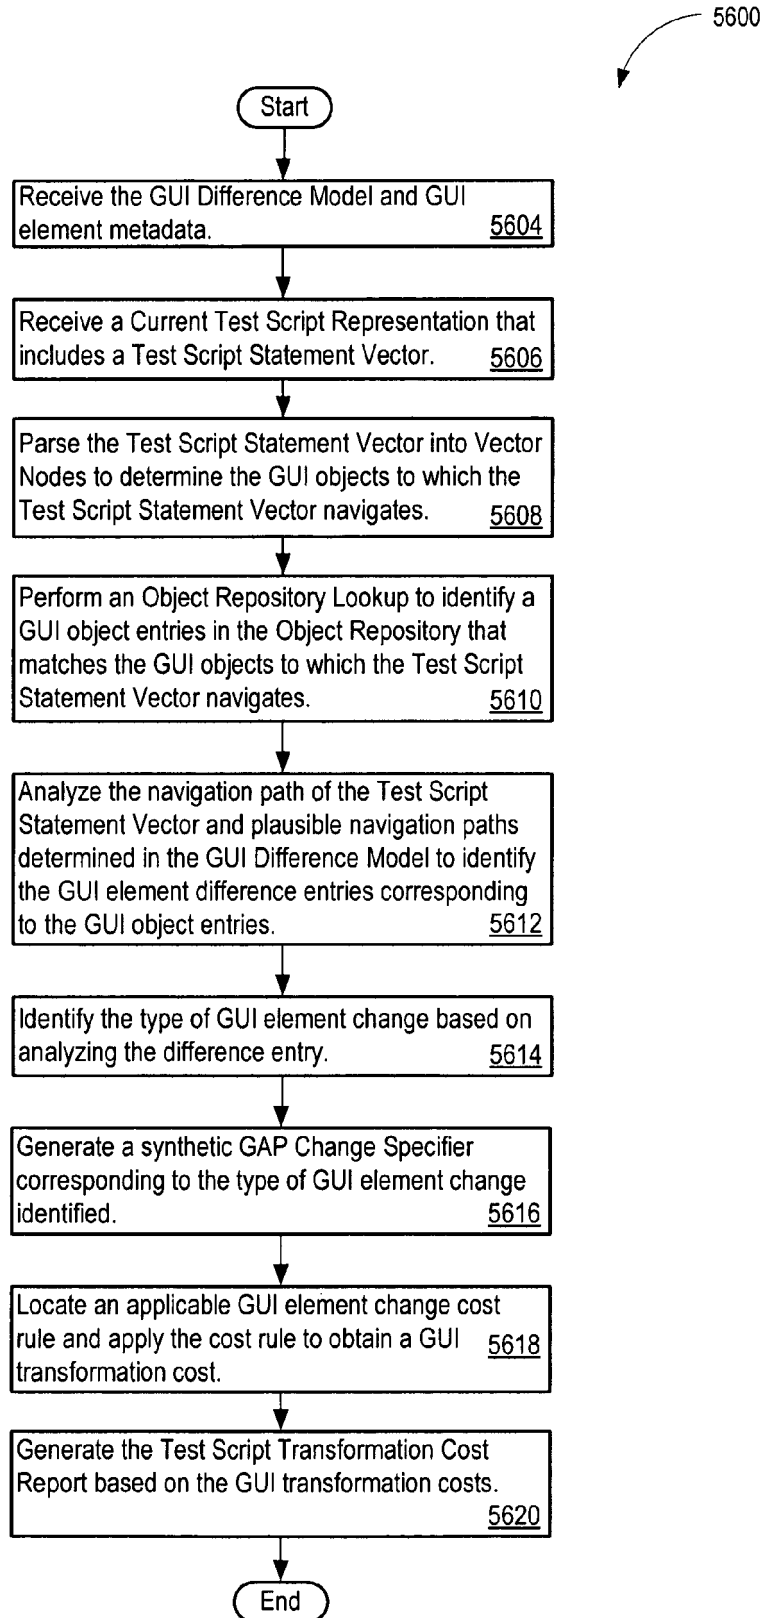 5600
Start
Receive the GUI Difference Model and GUI
element metadata.
5604
Receive a Current Test Script Representation that
includes a Test Script Statement Vector.
5606
Parse the Test Script Statement Vector into Vector
Nodes to determine the GUI objects to which the
Test Script Statement Vector navigates.
5608
Perform an Object Repository Lookup to identify a
GUI object entries in the Object Repository that
matches the GUI objects to which the Test Script
Statement Vector navigates.
5610
Analyze the navigation path of the Test Script
Statement Vector and plausible navigation paths
determined in the GUI Difference Model to identify
the GUI element difference entries corresponding
to the GUI object entries.
5612
Identify the type of GUI element change based on
analyzing the difference entry.
5614
Generate a synthetic GAP Change Specifier
corresponding to the type of GUI element change
identified.
5616
Locate an applicable GUI element change cost
rule and apply the cost rule to obtain a GUI
transformation cost.
5618
Generate the Test Script Transformation Cost
Report based on the GUI transformation costs.
5620
End